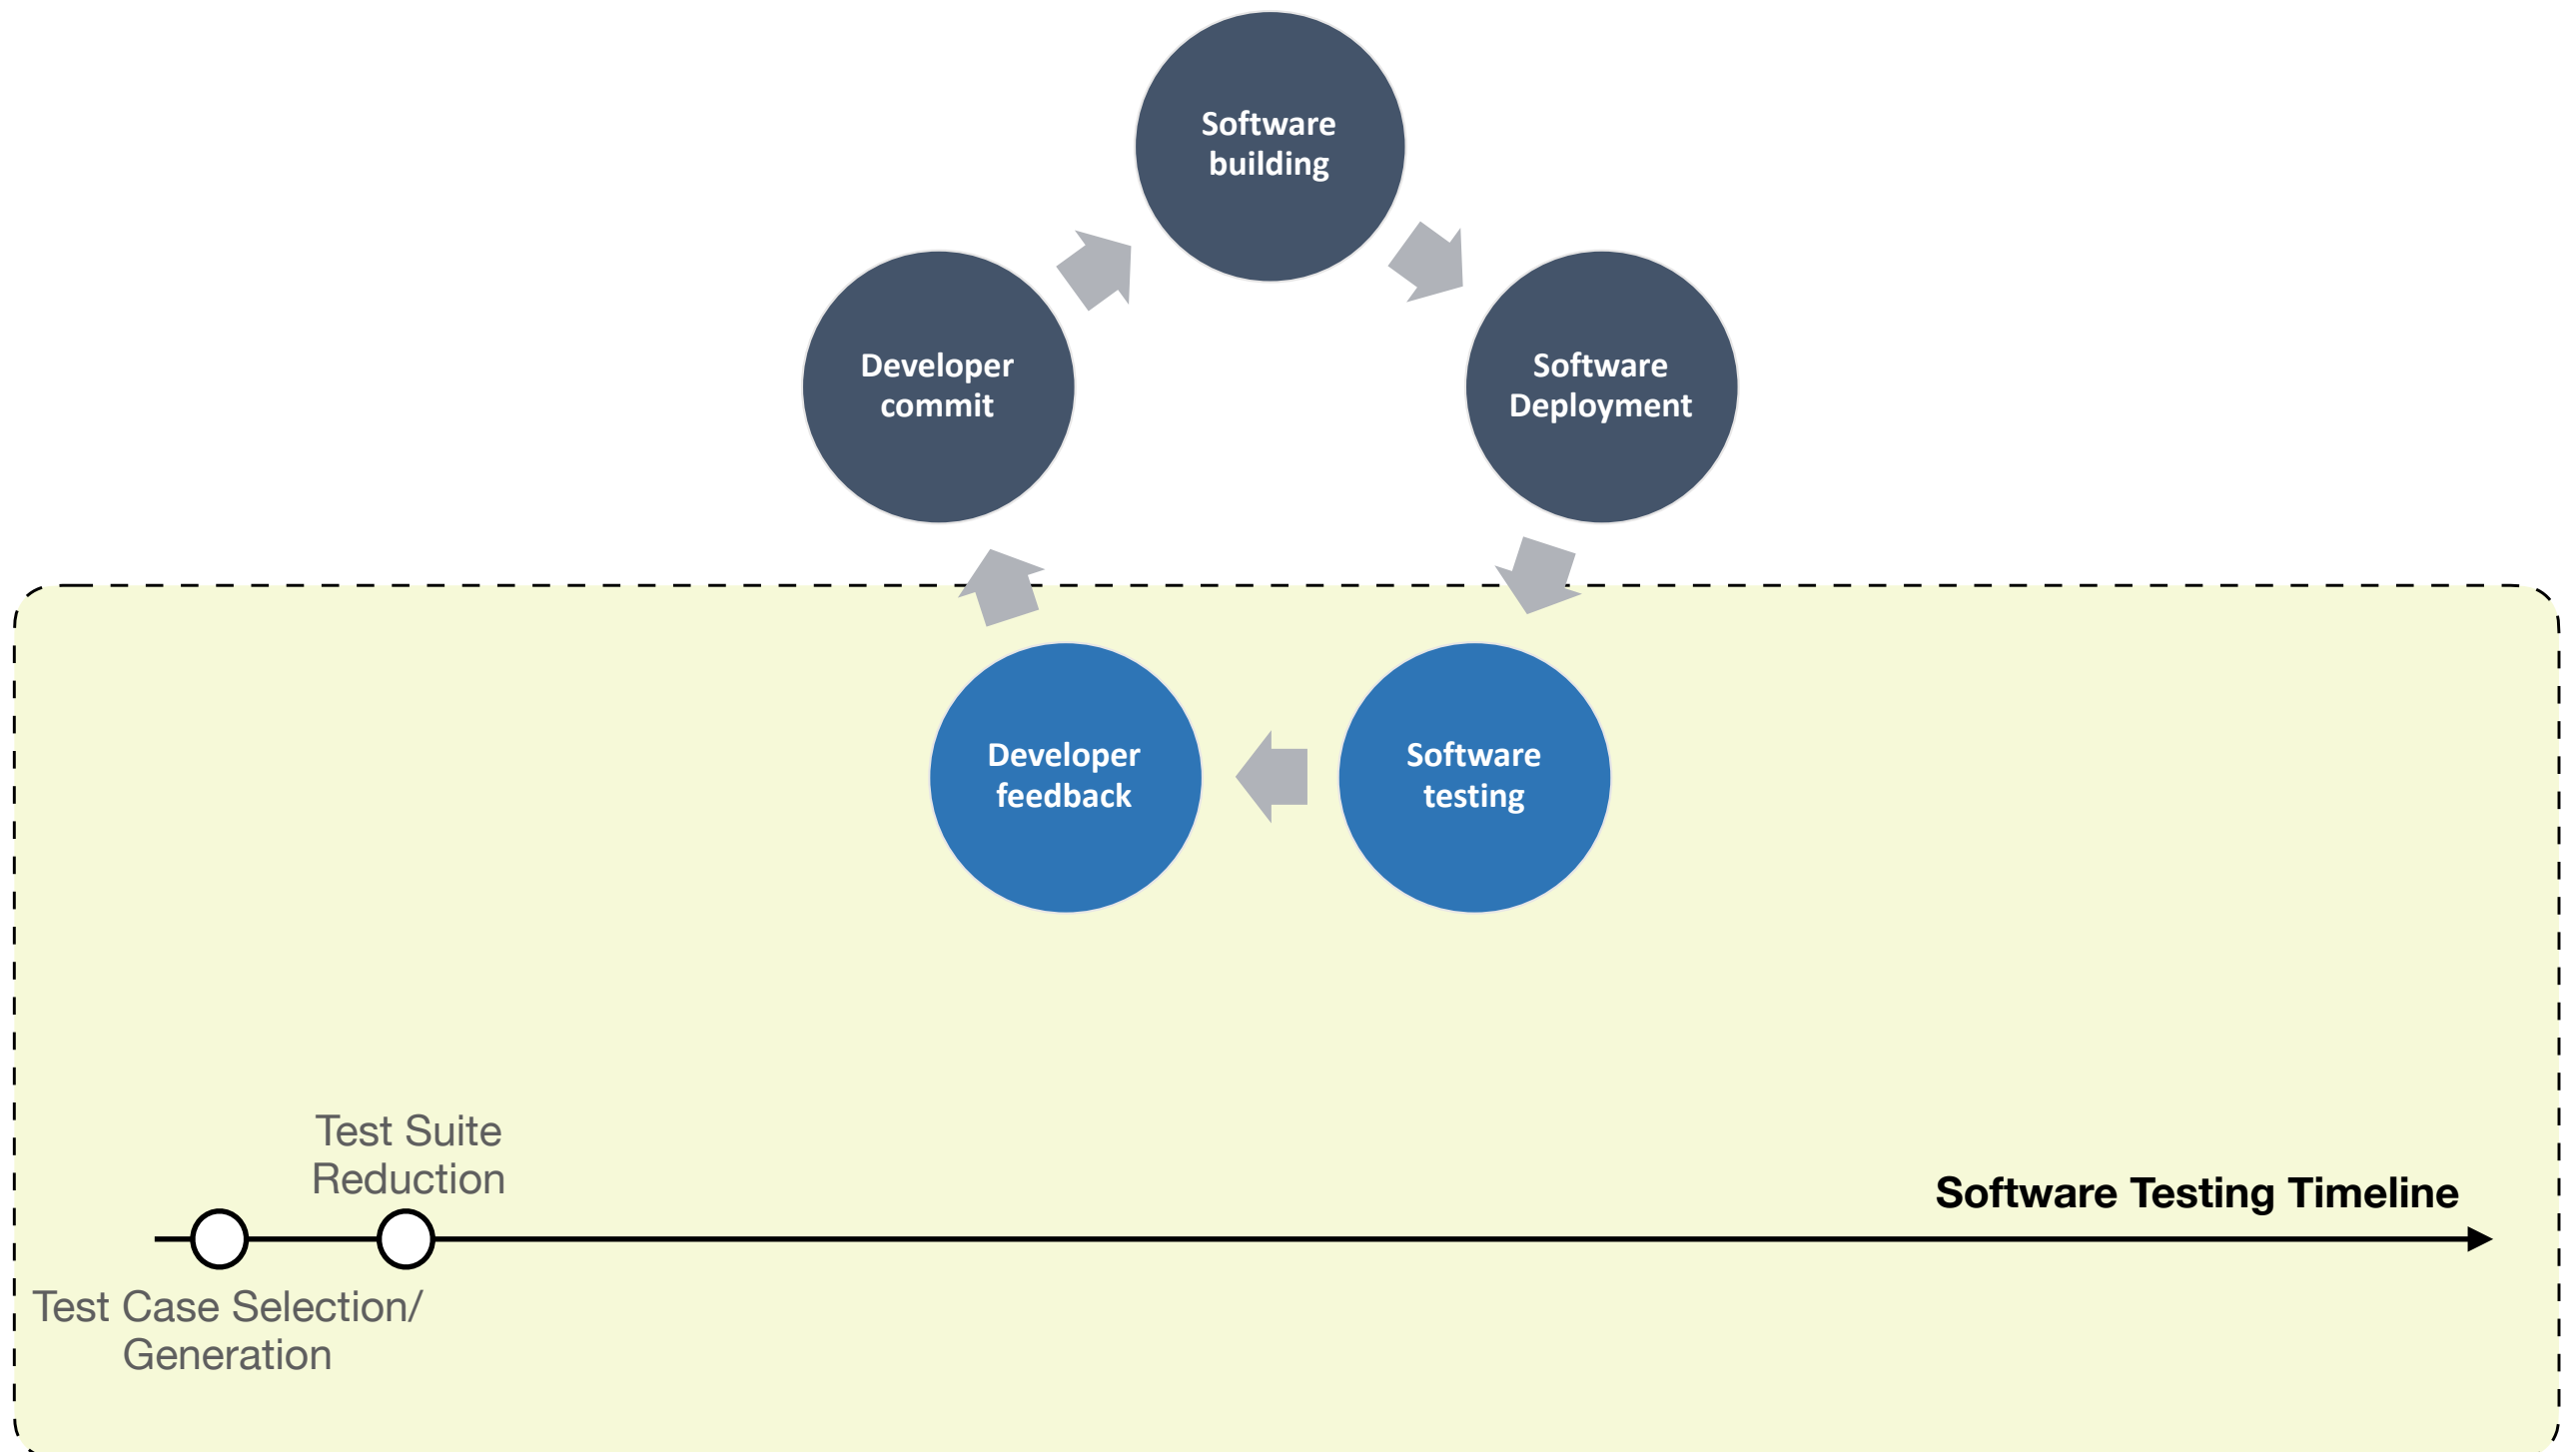 Software
building
Developer
commit
Software
Deployment
Developer
feedback
Software
testing
Test Suite
Reduction
Software Testing Timeline
Test Case Selection/
Generation